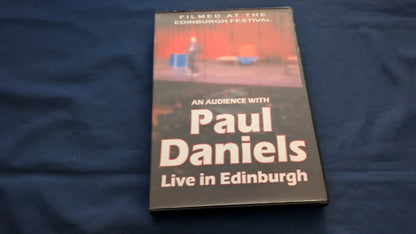 FILMED AT THE
EDINBURGH FESTIVAL
AN AUDIENCE WITH
Paul
Daniels
Live in Edinburgh